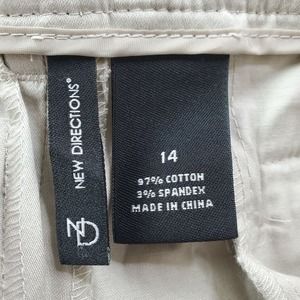 NEW DIRECTIONS®
ND
14
97% COTTON
3% SPANDEX
MADE IN CHINA